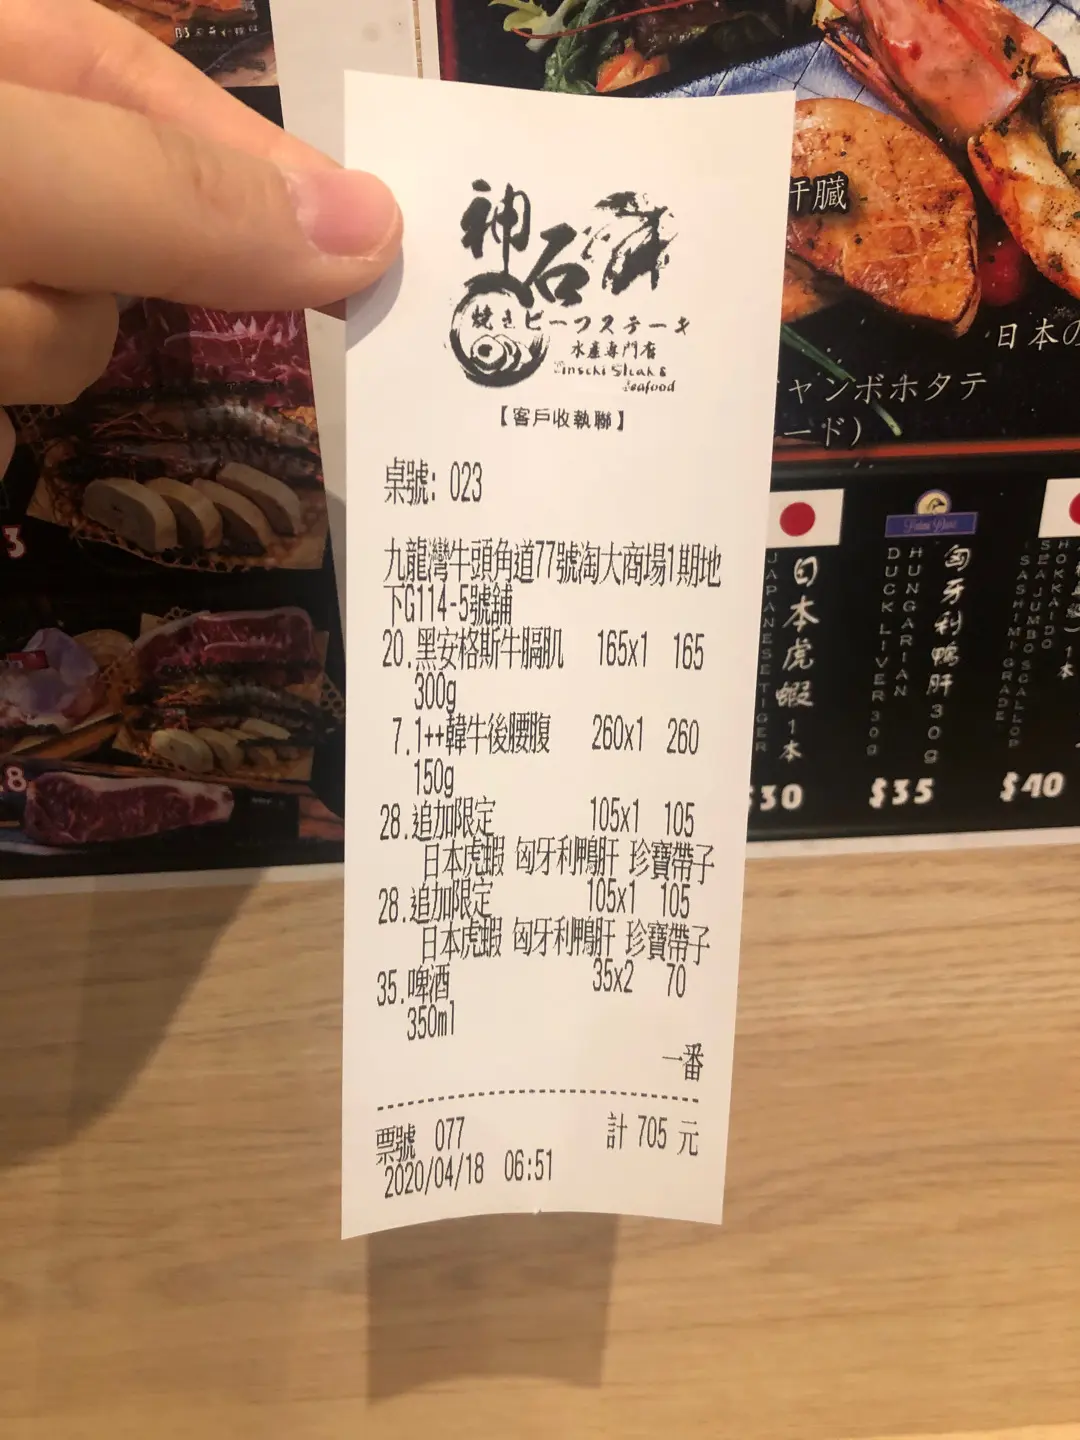 神石
焼きビーフステーキ
水產專門店
Sinseki Steak &
Seafood
【客戶收執聯】
桌號: 023
九龍灣牛頭角道77號淘大商場1期地
下G114-5號舖
20.黑安格斯牛膈肌 165x1 165
300g
7.1++韓牛後腰腹 260x1 260
150g
28.追加限定 105x1 105
日本虎蝦 匈牙利鴨肝 珍寶帶子
28.追加限定 105x1 105
日本虎蝦 匈牙利鴨肝 珍寶帶子
35.啤酒 35x2 70
350ml
一番
票號 077 計 705 元
2020/04/18 06:51
肝臓
日本の
ャンボホタテ
ード)
日本虎蝦1本
JAPANESE TIGER
$30
匈牙利鴨肝30g
HUNGARIAN
DUCK LIVER 30g
$35
HOKKAIDO
SEA JUMBO SCALLOP
(SASHIMI GRADE)
1本
$40
3
8